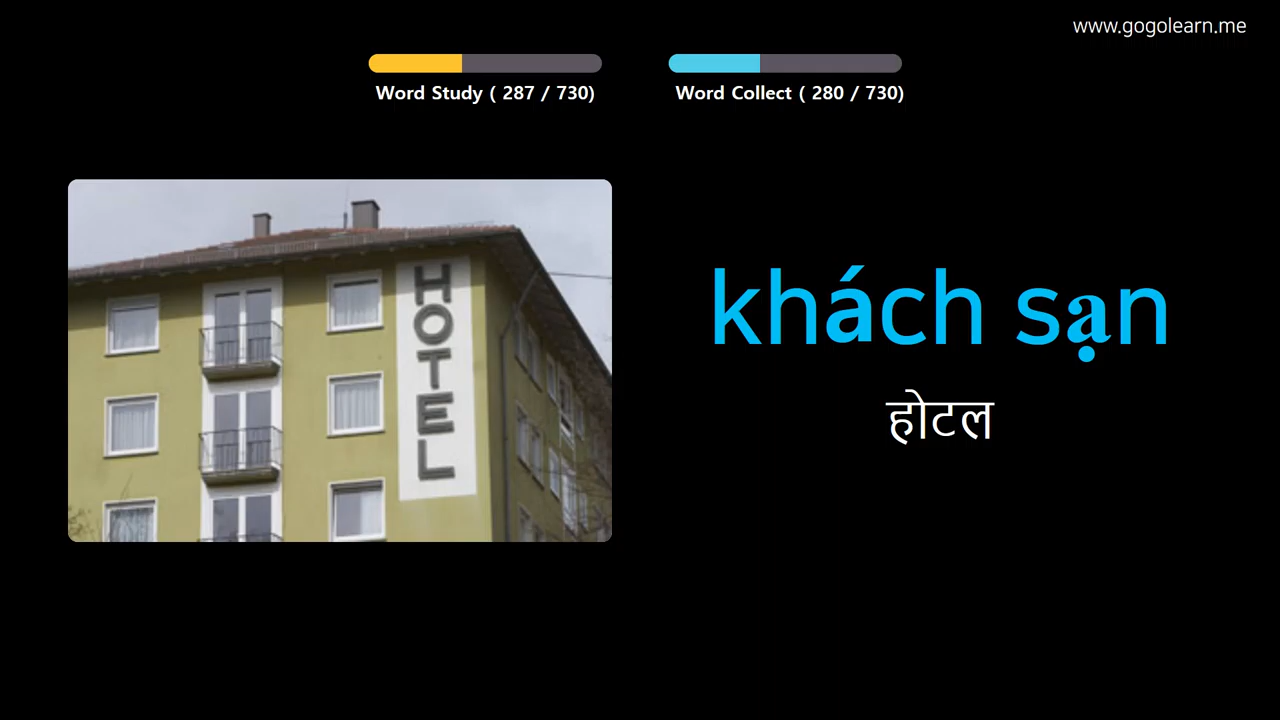 www.gogolearn.me
Word Study ( 287 / 730)
Word Collect ( 280 / 730)
HOTEL
khách sạn
होटल